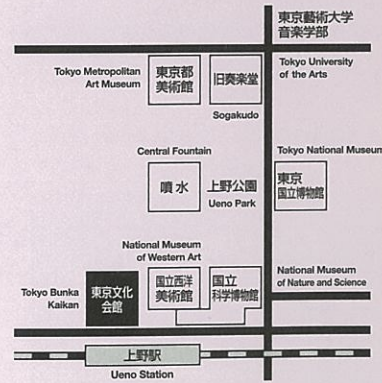 東京藝術大学
音楽学部
Tokyo University
of the Arts
Tokyo Metropolitan
Art Museum
東京都
美術館
旧奏楽堂
Sogakudo
Central Fountain
噴水
上野公園
Ueno Park
Tokyo National Museum
東京
国立博物館
National Museum
of Western Art
国立西洋
美術館
国立
科学博物館
National Museum
of Nature and Science
Tokyo Bunka
Kaikan
東京文化
会館
上野駅
Ueno Station